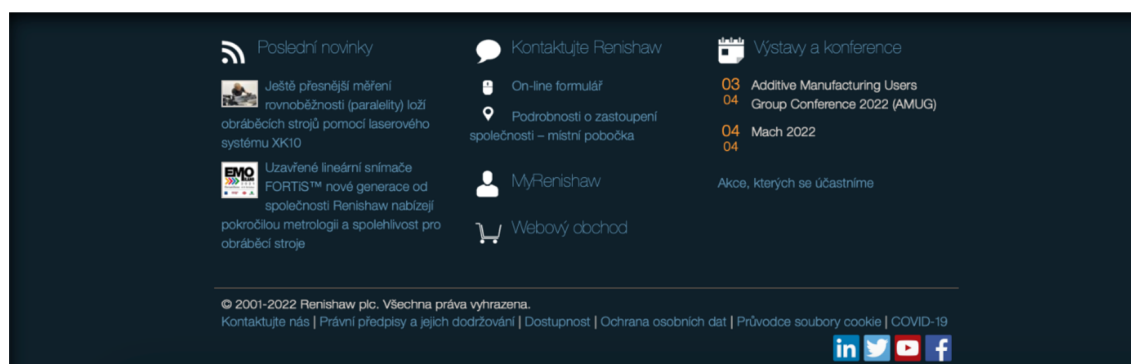 Poslední novinky
Ještě přesnější měření
rovnoběžnosti (paralelity) loží
obráběcích strojů pomocí laserového
systému XK10
EMO
Uzavřené lineární snímače
FORTiS™ nové generace od
společnosti Renishaw nabízejí
pokročilou metrologii a spolehlivost pro
obráběcí stroje
Kontaktujte Renishaw
On-line formulář
Podrobnosti o zastoupení
společnosti – místní pobočka
MyRenishaw
Webový obchod
Výstavy a konference
03 Additive Manufacturing Users
04 Group Conference 2022 (AMUG)
04 Mach 2022
04
Akce, kterých se účastníme
© 2001-2022 Renishaw plc. Všechna práva vyhrazena.
Kontaktujte nás | Právní předpisy a jejich dodržování | Dostupnost | Ochrana osobních dat | Průvodce soubory cookie | COVID-19
in f